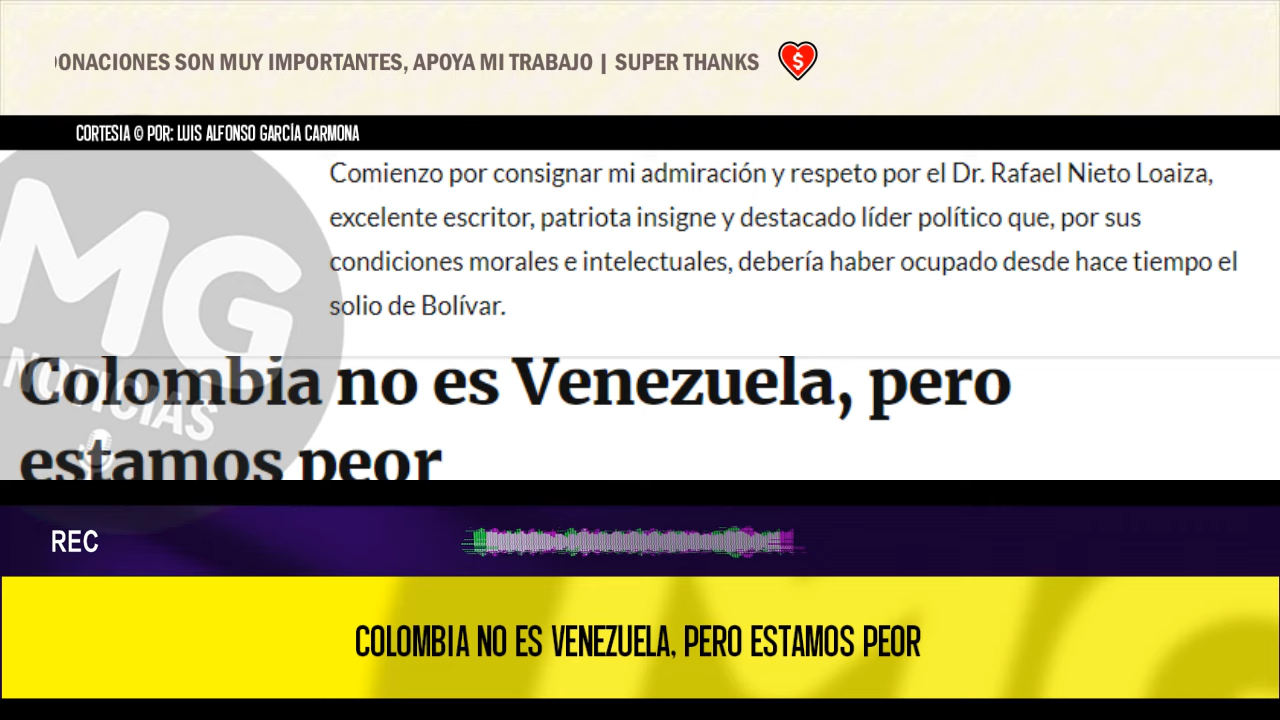 ONACIONES SON MUY IMPORTANTES, APOYA MI TRABAJO | SUPER THANKS
CORTESIA © POR: LUIS ALFONSO GARCÍA CARMONA
Comienzo por consignar mi admiración y respeto por el Dr. Rafael Nieto Loaiza,
excelente escritor, patriota insigne y destacado líder político que, por sus
condiciones morales e intelectuales, debería haber ocupado desde hace tiempo el
solio de Bolívar.
MG
NOTICIAS
Colombia no es Venezuela, pero
estamos peor
REC
COLOMBIA NO ES VENEZUELA, PERO ESTAMOS PEOR